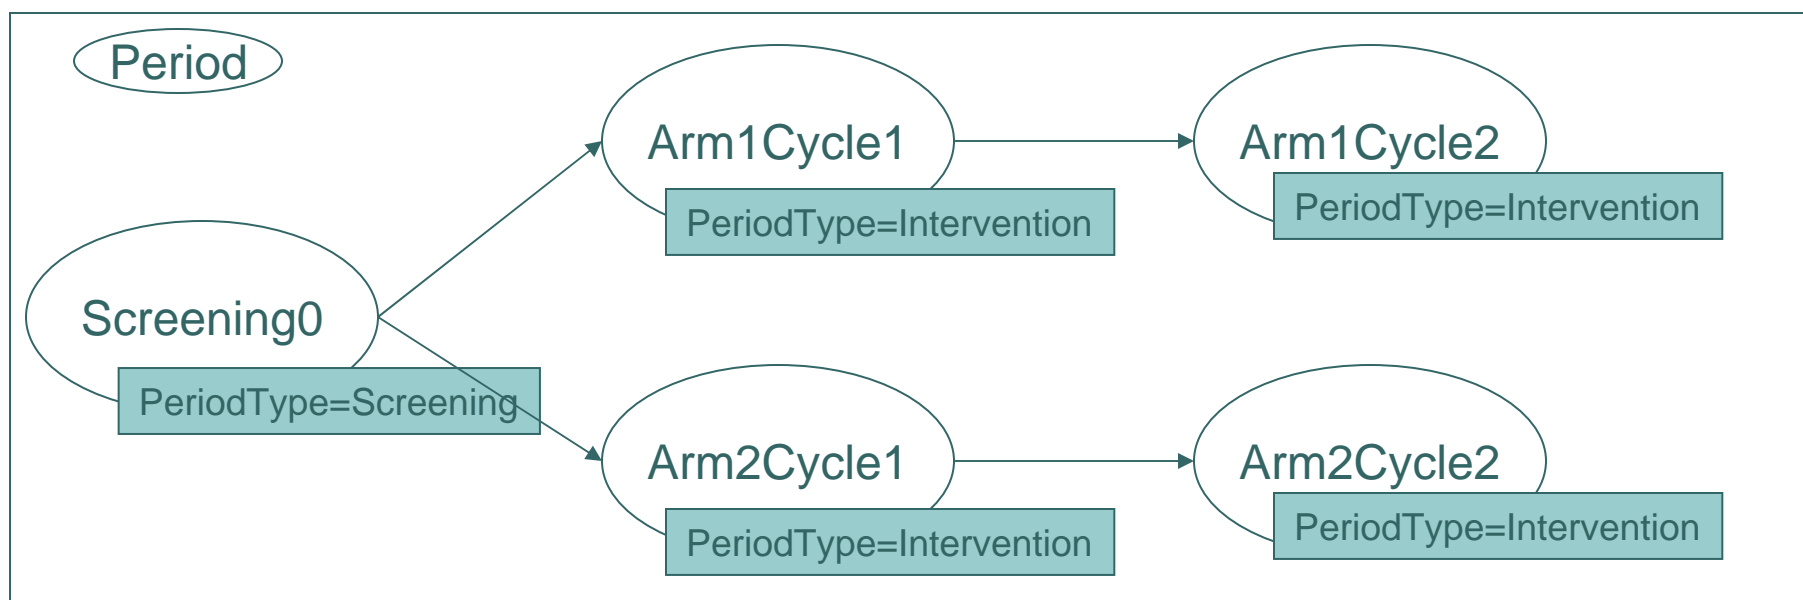 Period
Arm1Cycle1
PeriodType=Intervention
Arm1Cycle2
PeriodType=Intervention
Screening0
PeriodType=Screening
Arm2Cycle1
PeriodType=Intervention
Arm2Cycle2
PeriodType=Intervention